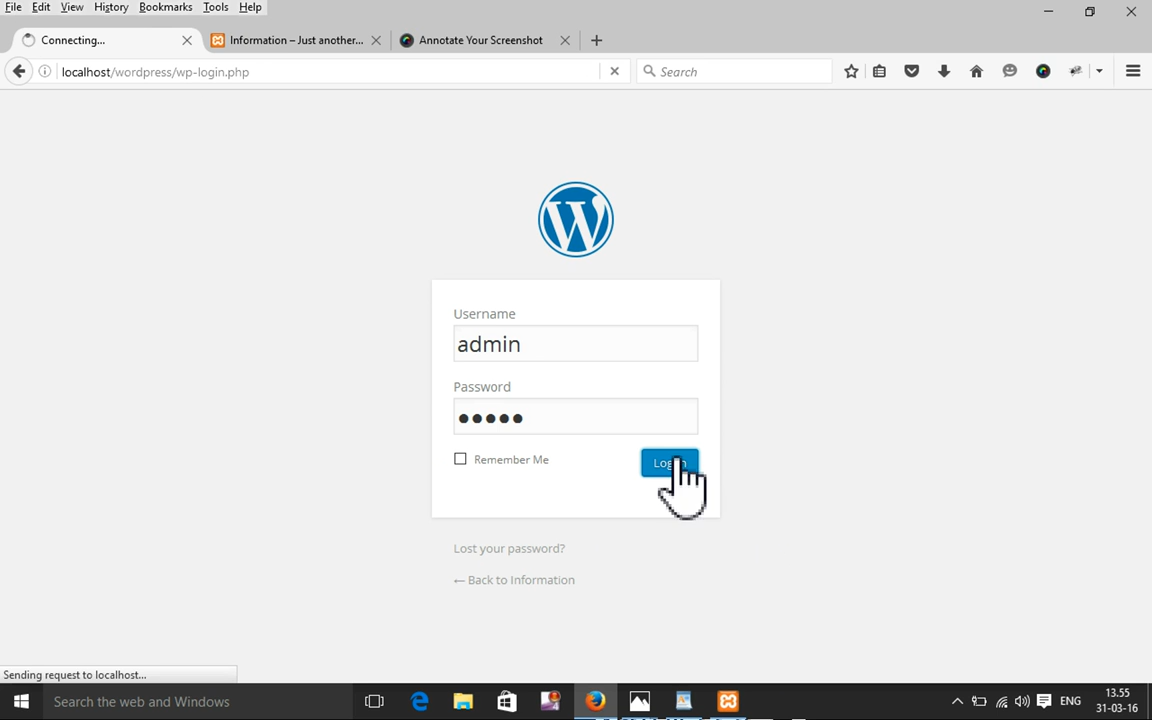 File Edit View History Bookmarks Tools Help
Connecting... Information – Just another... Annotate Your Screenshot
localhost/wordpress/wp-login.php Search
Username
admin
Password
Remember Me
Lost your password?
← Back to Information
Sending request to localhost...
Search the web and Windows ENG 13.55
31-03-16